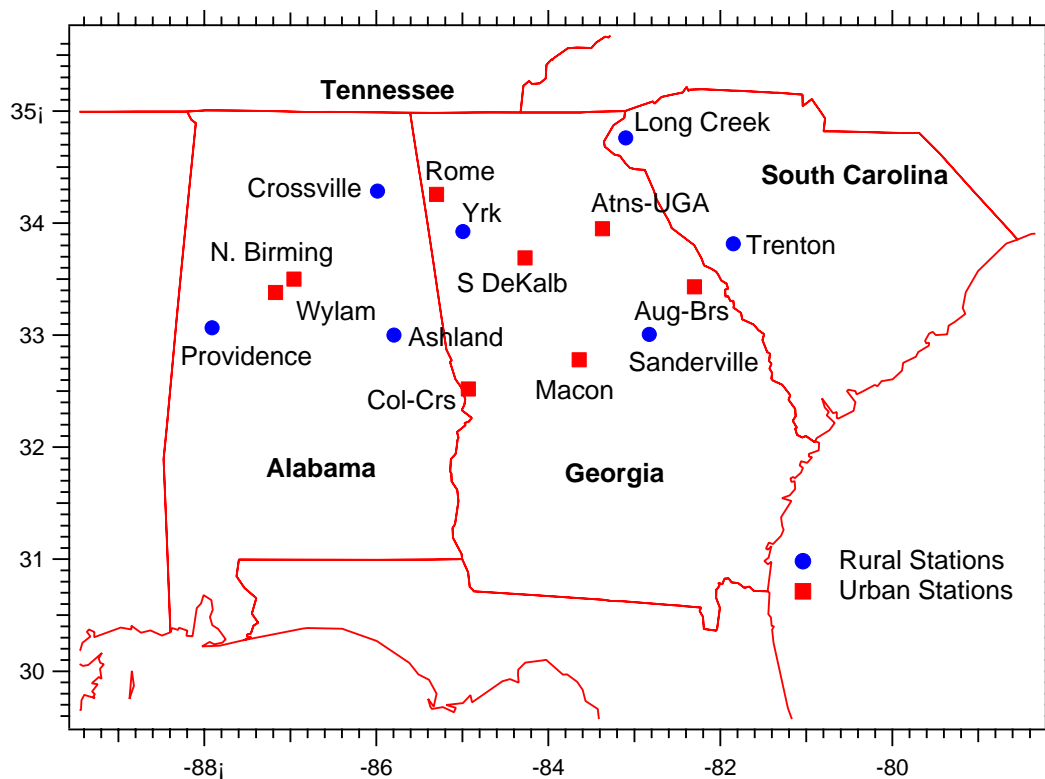 Tennessee
35¡
Long Creek
Rome
South Carolina
Crossville
Atns-UGA
Yrk
34
Trenton
N. Birming
S DeKalb
Wylam
Aug-Brs
33
Ashland
Providence
Sanderville
Macon
Col-Crs
32
Alabama
Georgia
31
Rural Stations
Urban Stations
30
-88¡
-86
-84
-82
-80